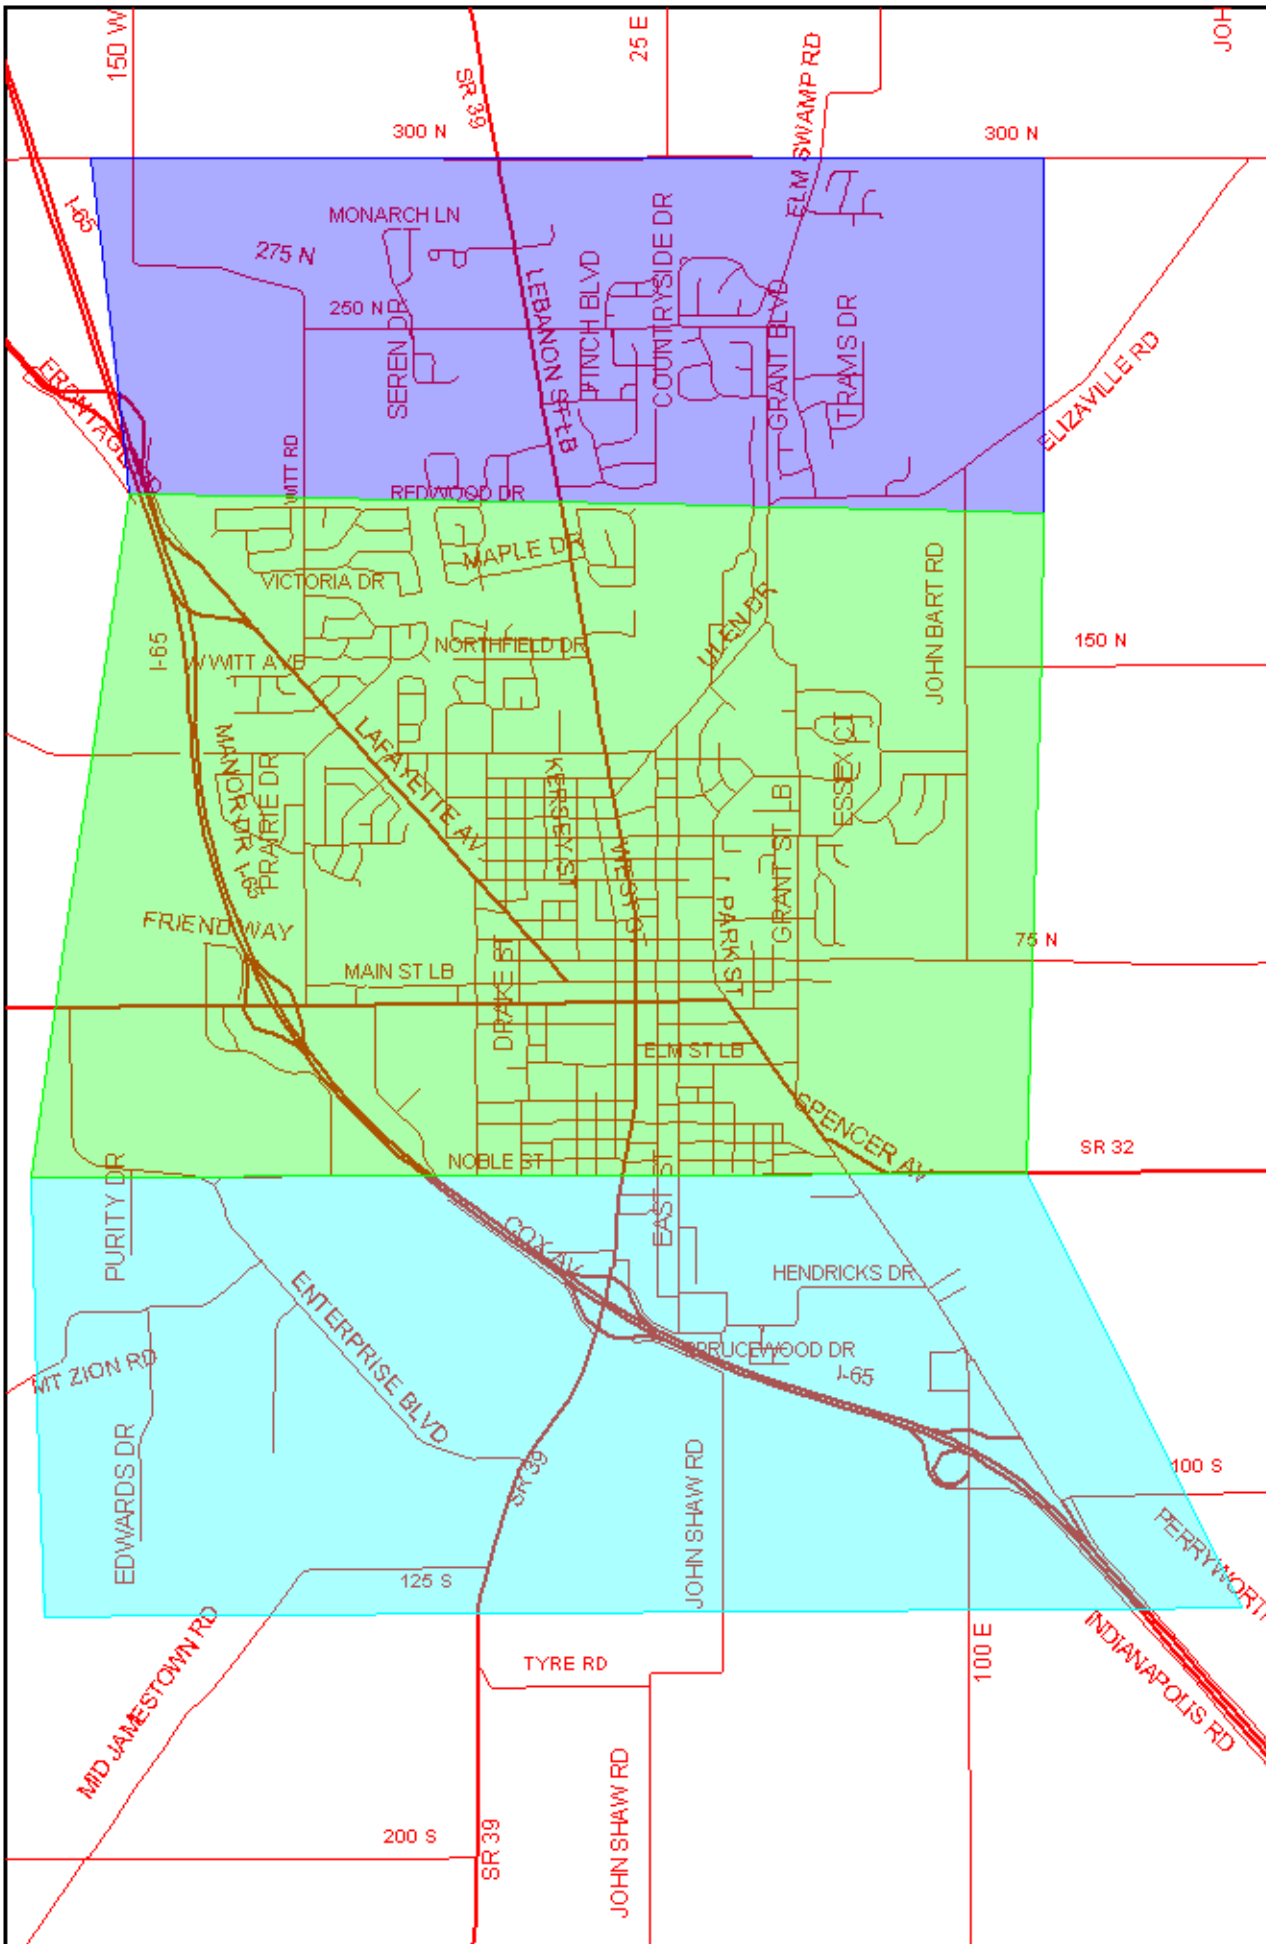 150 W
25 E
JOH
SR 39
ELM SWAMP RD
300 N
300 N
I-65
MONARCH LN
275 N
COUNTRYSIDE DR
LEBANON ST LB
FINCH BLVD
250 N
SEREN DR
GRANT BLVD
TRAMS DR
ELIZAVILLE RD
WITT RD
REDWOOD DR
MAPLE DR
VICTORIA DR
ULEN DR
JOHN BART RD
NORTHFIELD DR
150 N
I-65
W WITT AVE
LAFAYETTE AV
MANOR DR
PRAIRIE DR
I-65
KERSEY ST
ESSEX CT
GRANT ST LB
WEST ST
PARK ST
FRIEND WAY
75 N
MAIN ST LB
DRAKE ST
ELM ST LB
SPENCER AV
SR 32
NOBLE ST
PURITY DR
EAST ST
COX AV
HENDRICKS DR
ENTERPRISE BLVD
SPRUCEWOOD DR
MT ZION RD
I-65
EDWARDS DR
SR 39
JOHN SHAW RD
100 S
PERRYWORTH
125 S
MID JAMESTOWN RD
TYRE RD
100 E
INDIANAPOLIS RD
JOHN SHAW RD
200 S
SR 39